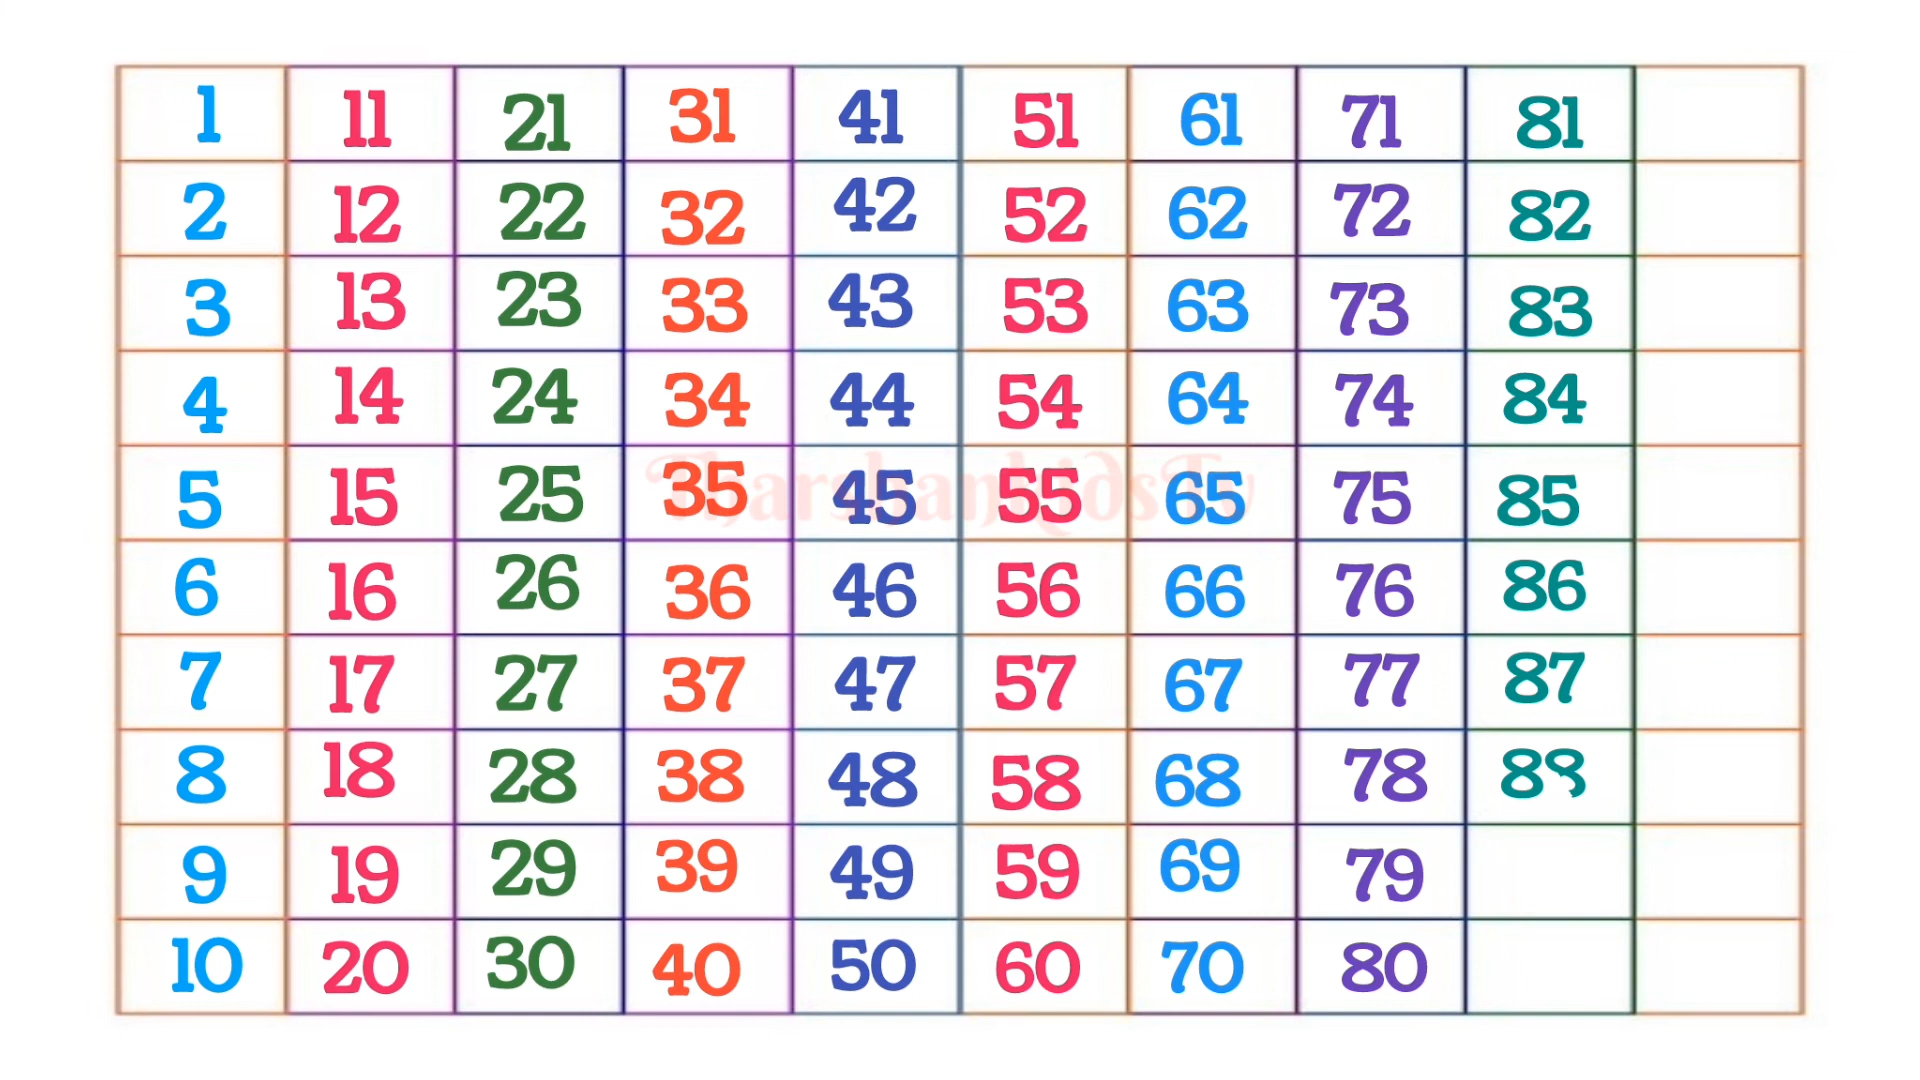 1 11 21 31 41 51 61 71 81
2 12 22 32 42 52 62 72 82
3 13 23 33 43 53 63 73 83
4 14 24 34 44 54 64 74 84
5 15 25 35 45 55 65 75 85
TharshankidsTv
6 16 26 36 46 56 66 76 86
7 17 27 37 47 57 67 77 87
8 18 28 38 48 58 68 78 88
9 19 29 39 49 59 69 79
10 20 30 40 50 60 70 80